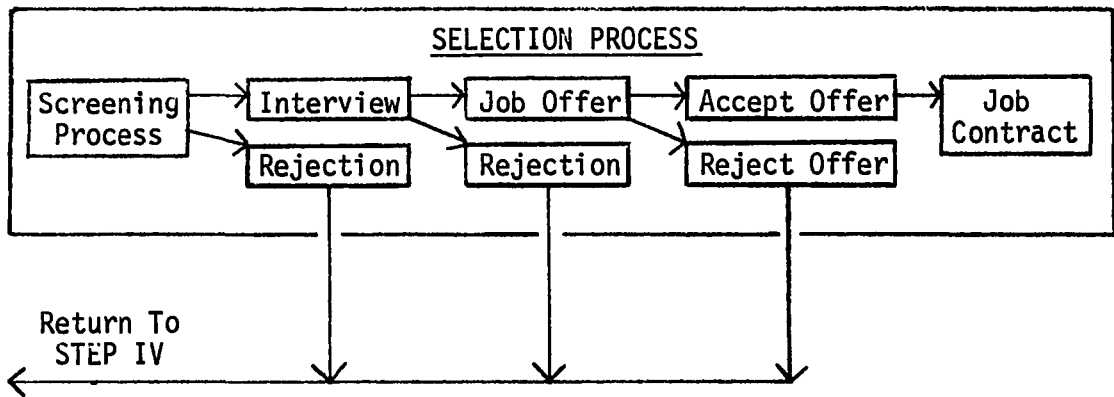 SELECTION PROCESS
Screening
Process
Interview
Job Offer
Accept Offer
Job
Contract
Rejection
Rejection
Reject Offer
Return To
STEP IV